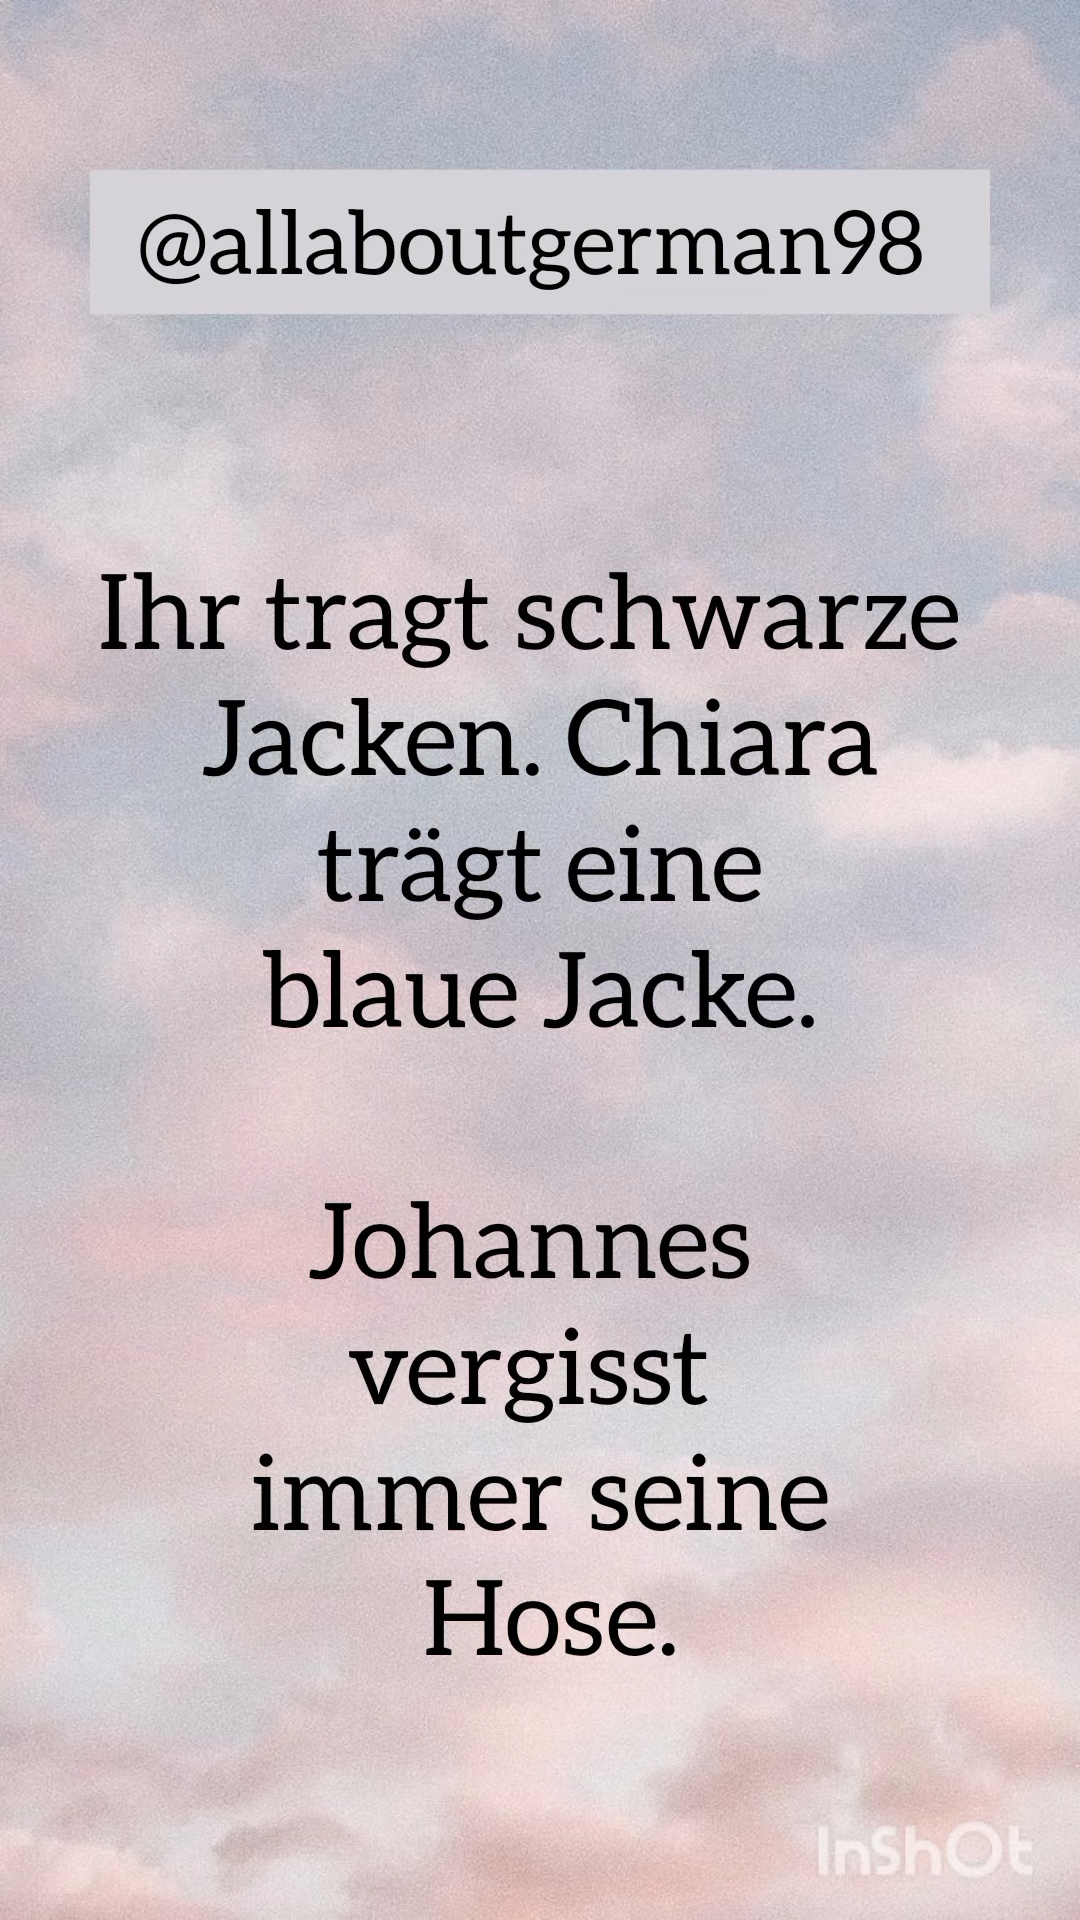 @allaboutgerman98
Ihr tragt schwarze
Jacken. Chiara
trägt eine
blaue Jacke.
Johannes
vergisst
immer seine
Hose.
InShOt